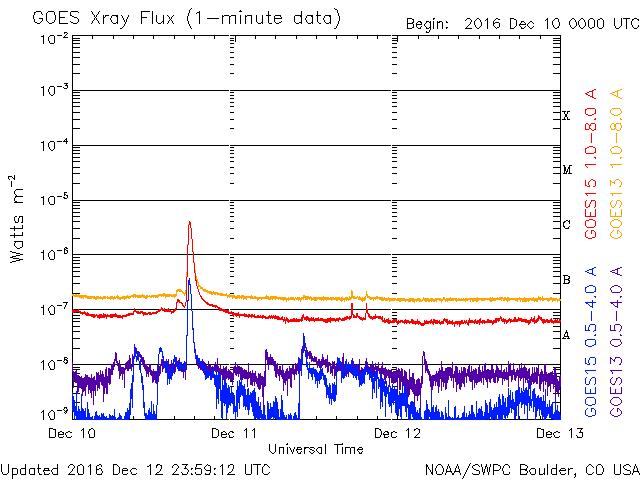 GOES Xray Flux (1-minute data)
Begin: 2016 Dec 10 0000 UTC
10-2
10-3
10-4
10-5
10-6
10-7
10-8
10-9
Watts m-2
X
M
C
B
A
GOES15 1.0-8.0 A
GOES13 1.0-8.0 A
GOES15 0.5-4.0 A
GOES13 0.5-4.0 A
Dec 10
Dec 11
Dec 12
Dec 13
Universal Time
Updated 2016 Dec 12 23:59:12 UTC
NOAA/SWPC Boulder, CO USA